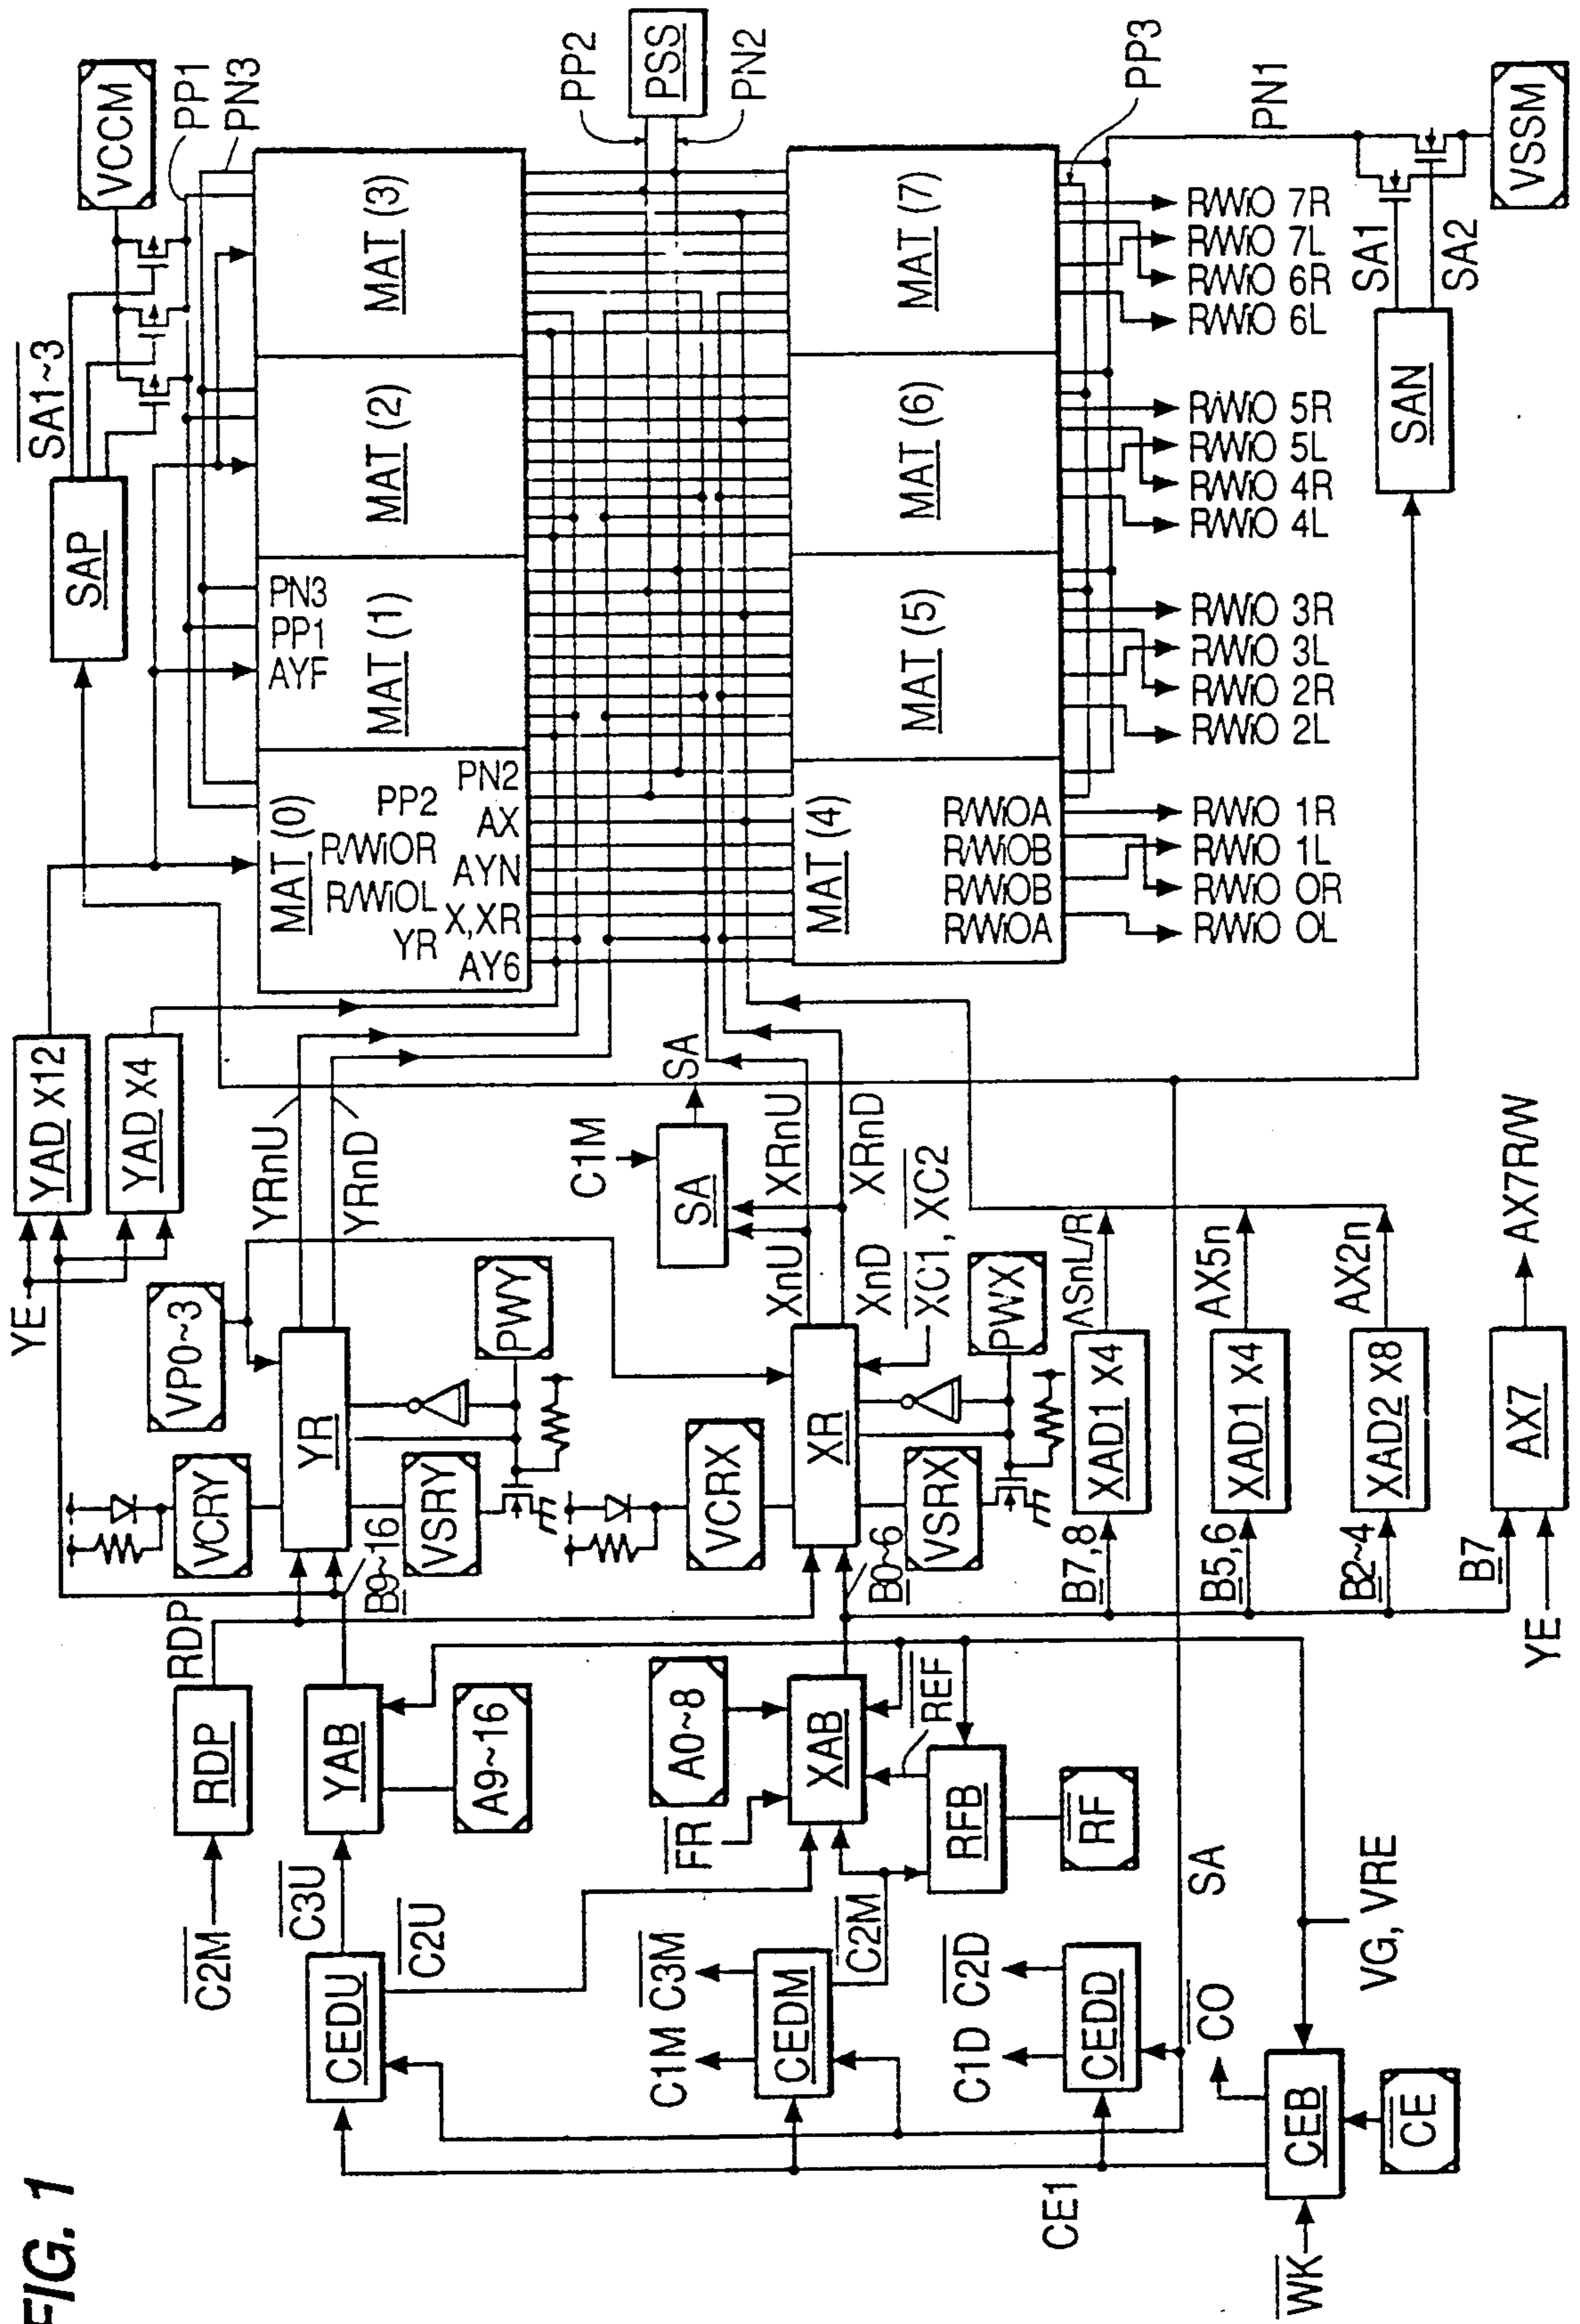 FIG. 1
VCCM
PP1
PN3
SA1~3
SAP
PP2
PSS
PN2
PP3
PN1
VSSM
SA1
SA2
SAN
MAT (3)
MAT (2)
PN3
PP1
AYF
MAT (1)
MAT (0)
PN2
PP2
AX
R/WiOR
AYN
R/WiOL
X,XR
YR
AY6
MAT (7)
MAT (6)
MAT (5)
MAT (4)
R/WiOA
R/WiOB
R/WiOB
R/WiOA
R/WiO 7R
R/WiO 7L
R/WiO 6R
R/WiO 6L
R/WiO 5R
R/WiO 5L
R/WiO 4R
R/WiO 4L
R/WiO 3R
R/WiO 3L
R/WiO 2R
R/WiO 2L
R/WiO 1R
R/WiO 1L
R/WiO OR
R/WiO OL
YAD X12
YAD X4
YE
YRnU
YRnD
VP0~3
YR
PWY
VCRY
VSRY
B9~16
RDP
RDP
C2M
YAB
A9~16
C3U
C2U
CEDU
C1M
SA
SA
XRnU
XRnD
XnU
XnD
XC1, XC2
XR
PWX
VCRX
VSRX
B0~6
A0~8
XAB
FR
REF
RFB
RF
C2M
C1M
C3M
CEDM
C1D
C2D
CEDD
SA
CO
VG, VRE
CEB
CE
CE1
WK
ASnL/R
XAD1 X4
B7,8
AX5n
XAD1 X4
B5,6
AX2n
XAD2 X8
B2~4
AX7R/W
AX7
B7
YE